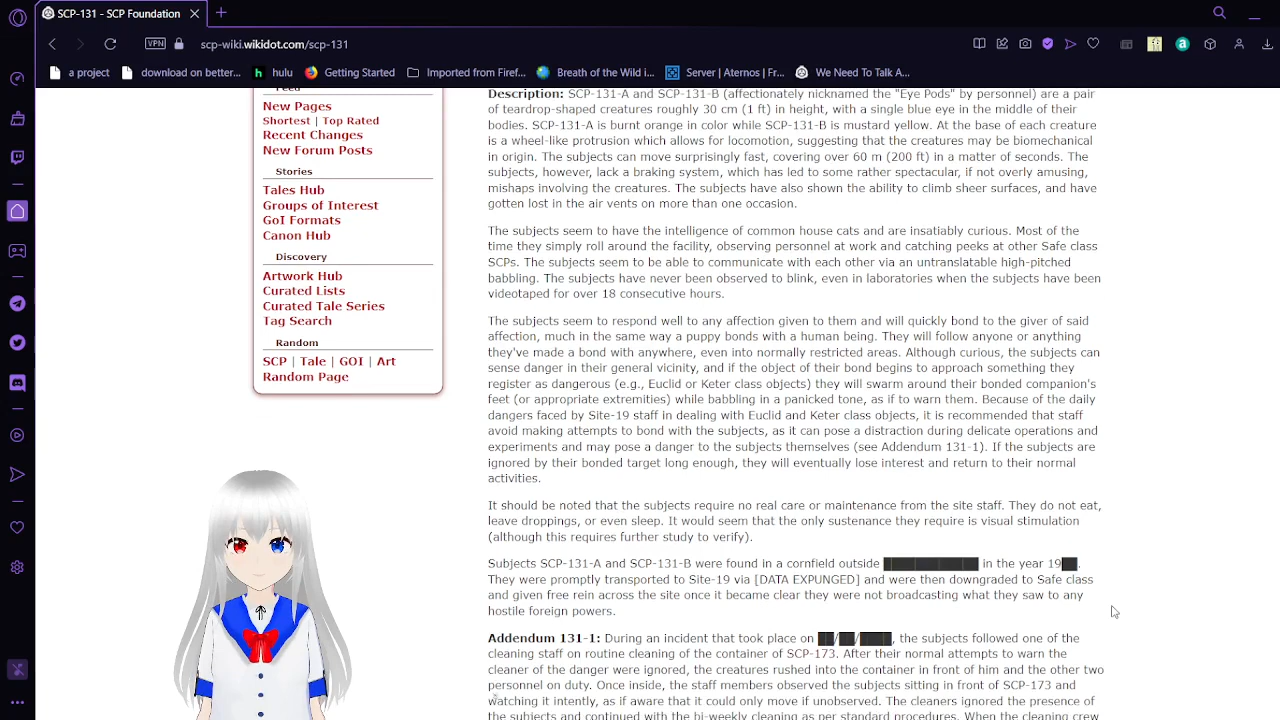 SCP-131 - SCP Foundation
VPN
scp-wiki.wikidot.com/scp-131
a project
download on better...
hulu
Getting Started
Imported from Firef...
Breath of the Wild i...
Server | Aternos | Fr...
We Need To Talk A...
Feed
New Pages
Shortest | Top Rated
Recent Changes
New Forum Posts
Stories
Tales Hub
Groups of Interest
GoI Formats
Canon Hub
Discovery
Artwork Hub
Curated Lists
Curated Tale Series
Tag Search
Random
SCP | Tale | GOI | Art
Random Page
Description: SCP-131-A and SCP-131-B (affectionately nicknamed the "Eye Pods" by personnel) are a pair
of teardrop-shaped creatures roughly 30 cm (1 ft) in height, with a single blue eye in the middle of their
bodies. SCP-131-A is burnt orange in color while SCP-131-B is mustard yellow. At the base of each creature
is a wheel-like protrusion which allows for locomotion, suggesting that the creatures may be biomechanical
in origin. The subjects can move surprisingly fast, covering over 60 m (200 ft) in a matter of seconds. The
subjects, however, lack a braking system, which has led to some rather spectacular, if not overly amusing,
mishaps involving the creatures. The subjects have also shown the ability to climb sheer surfaces, and have
gotten lost in the air vents on more than one occasion.
The subjects seem to have the intelligence of common house cats and are insatiably curious. Most of the
time they simply roll around the facility, observing personnel at work and catching peeks at other Safe class
SCPs. The subjects seem to be able to communicate with each other via an untranslatable high-pitched
babbling. The subjects have never been observed to blink, even in laboratories when the subjects have been
videotaped for over 18 consecutive hours.
The subjects seem to respond well to any affection given to them and will quickly bond to the giver of said
affection, much in the same way a puppy bonds with a human being. They will follow anyone or anything
they've made a bond with anywhere, even into normally restricted areas. Although curious, the subjects can
sense danger in their general vicinity, and if the object of their bond begins to approach something they
register as dangerous (e.g., Euclid or Keter class objects) they will swarm around their bonded companion's
feet (or appropriate extremities) while babbling in a panicked tone, as if to warn them. Because of the daily
dangers faced by Site-19 staff in dealing with Euclid and Keter class objects, it is recommended that staff
avoid making attempts to bond with the subjects, as it can pose a distraction during delicate operations and
experiments and may pose a danger to the subjects themselves (see Addendum 131-1). If the subjects are
ignored by their bonded target long enough, they will eventually lose interest and return to their normal
activities.
It should be noted that the subjects require no real care or maintenance from the site staff. They do not eat,
leave droppings, or even sleep. It would seem that the only sustenance they require is visual stimulation
(although this requires further study to verify).
Subjects SCP-131-A and SCP-131-B were found in a cornfield outside ████████████ in the year 19██.
They were promptly transported to Site-19 via [DATA EXPUNGED] and were then downgraded to Safe class
and given free rein across the site once it became clear they were not broadcasting what they saw to any
hostile foreign powers.
Addendum 131-1: During an incident that took place on ██/██/████, the subjects followed one of the
cleaning staff on routine cleaning of the container of SCP-173. After their normal attempts to warn the
cleaner of the danger were ignored, the creatures rushed into the container in front of him and the other two
personnel on duty. Once inside, the staff members observed the subjects sitting in front of SCP-173 and
watching it intently, as if aware that it could only move if unobserved. The cleaners ignored the presence of
the subjects and continued with the bi-weekly cleaning as per standard procedures. When the cleaning crew